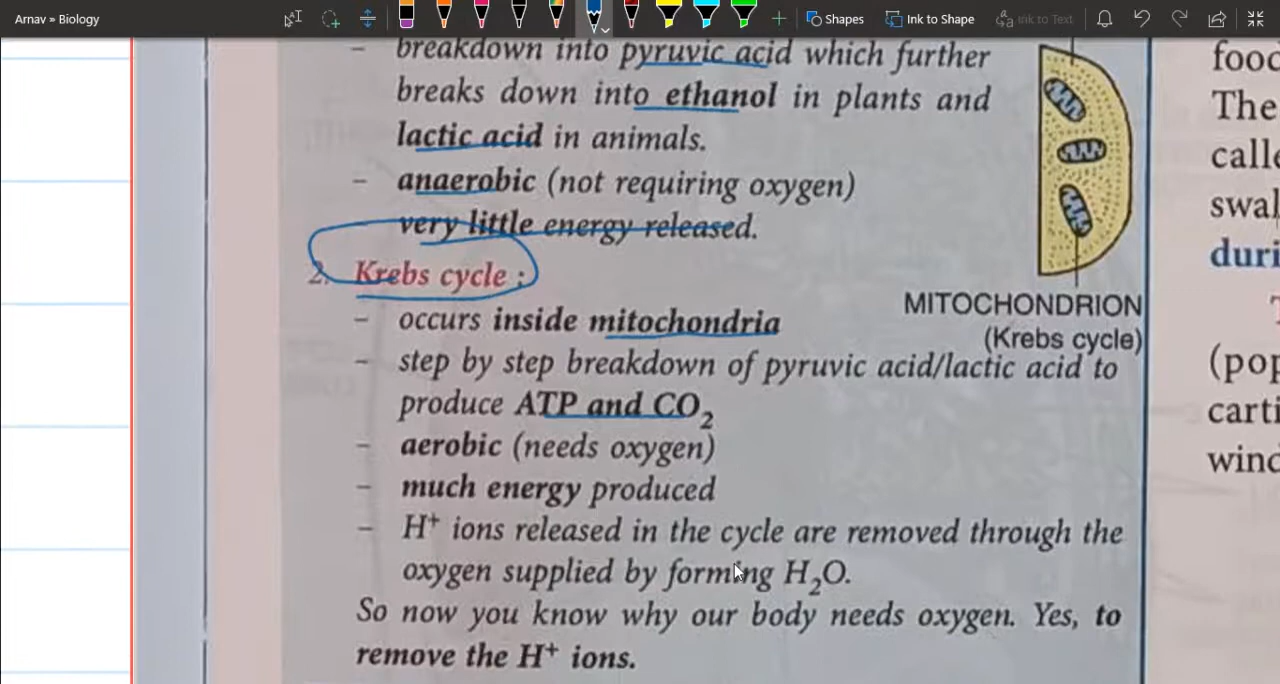 Arnav » Biology
Shapes
Ink to Shape
Ink to Text
– breakdown into pyruvic acid which further
breaks down into ethanol in plants and
lactic acid in animals.
– anaerobic (not requiring oxygen)
very little energy released.
2. Krebs cycle :
– occurs inside mitochondria
– step by step breakdown of pyruvic acid/lactic acid to
produce ATP and CO₂
– aerobic (needs oxygen)
– much energy produced
– H⁺ ions released in the cycle are removed through the
oxygen supplied by forming H₂O.
So now you know why our body needs oxygen. Yes, to
remove the H⁺ ions.
MITOCHONDRION
(Krebs cycle)
The
duri
(pop
carti
wind